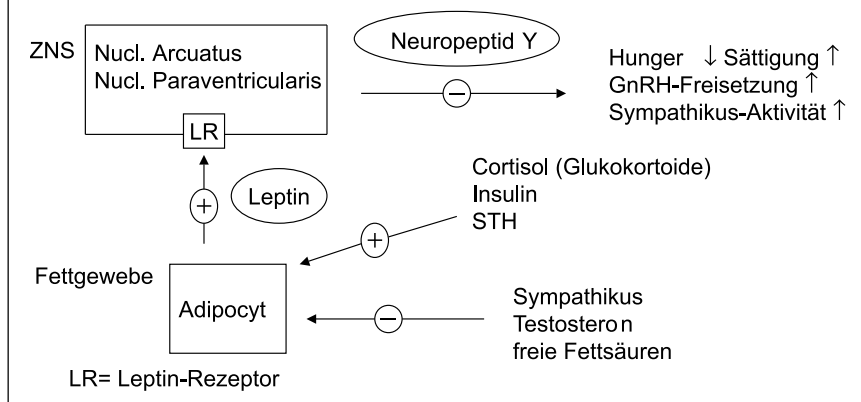 ZNS
Nucl. Arcuatus
Nucl. Paraventricularis
LR
Neuropeptid Y
−
Hunger ↓ Sättigung ↑
GnRH-Freisetzung ↑
Sympathikus-Aktivität ↑
+
Leptin
Cortisol (Glukokortoide)
Insulin
STH
+
Fettgewebe
Adipocyt
−
Sympathikus
Testosteron
freie Fettsäuren
LR= Leptin-Rezeptor